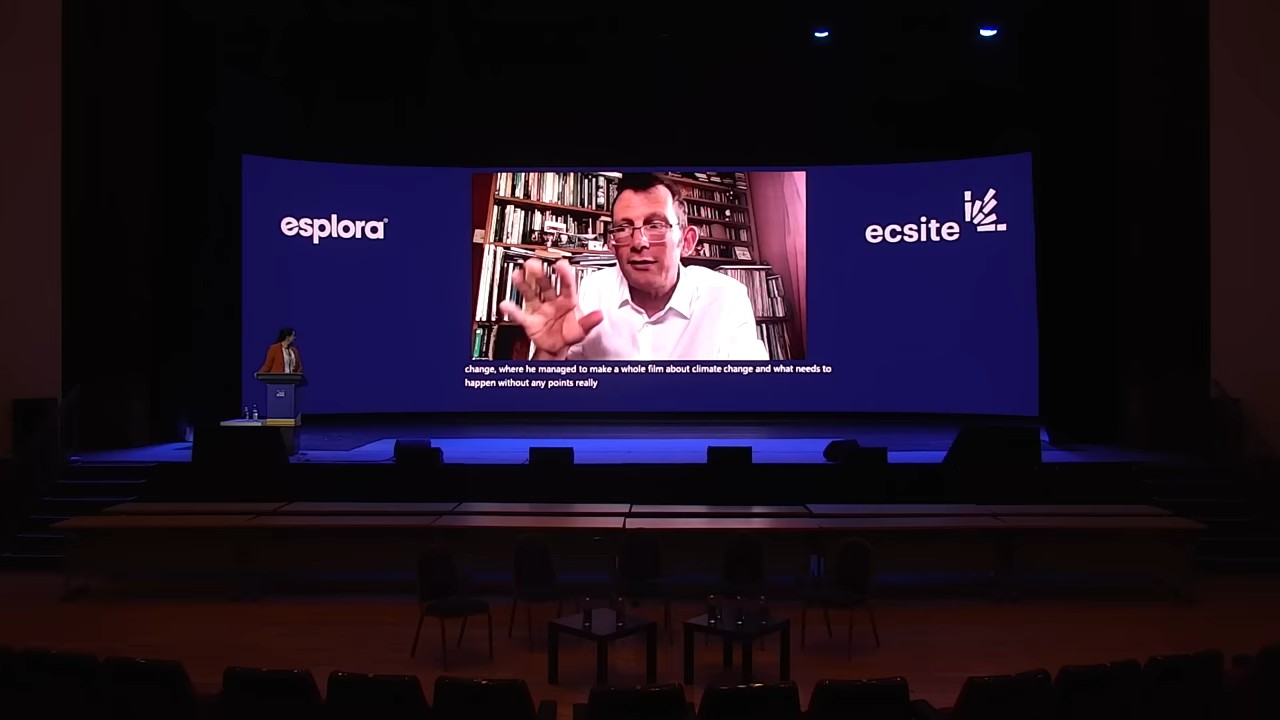 esplora
ecsite
change, where he managed to make a whole film about climate change and what needs to
happen without any points really